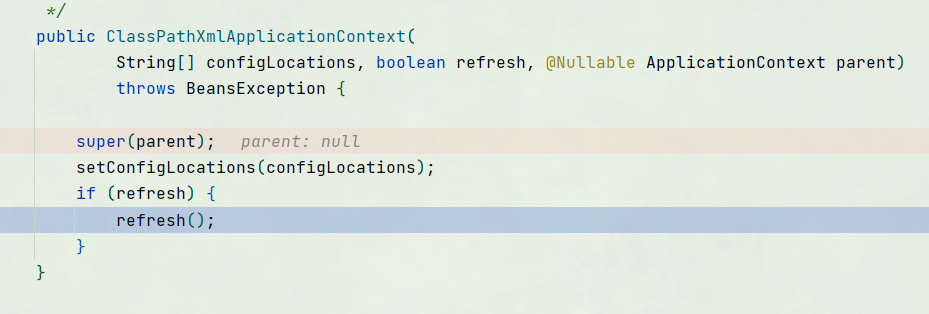 */
public ClassPathXmlApplicationContext(
String[] configLocations, boolean refresh, @Nullable ApplicationContext parent)
throws BeansException {
super(parent); parent: null
setConfigLocations(configLocations);
if (refresh) {
refresh();
}
}